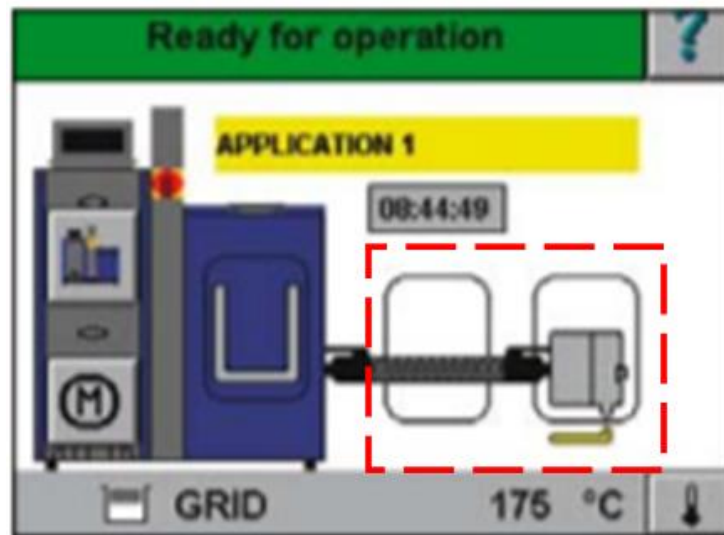 Ready for operation
?
APPLICATION 1
08:44:49
M
GRID 175 °C